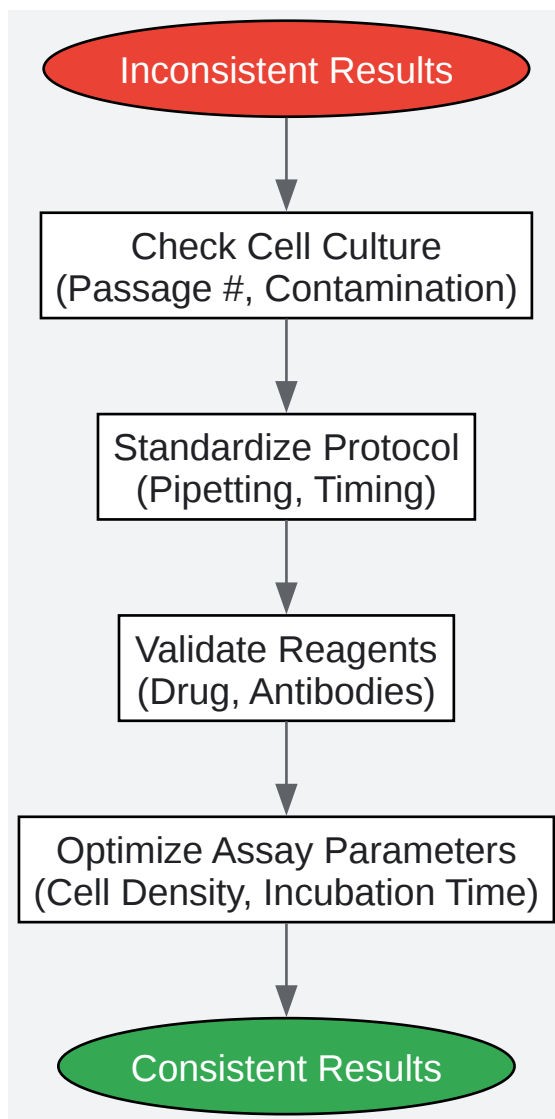 Inconsistent Results
Check Cell Culture
(Passage #, Contamination)
Standardize Protocol
(Pipetting, Timing)
Validate Reagents
(Drug, Antibodies)
Optimize Assay Parameters
(Cell Density, Incubation Time)
Consistent Results